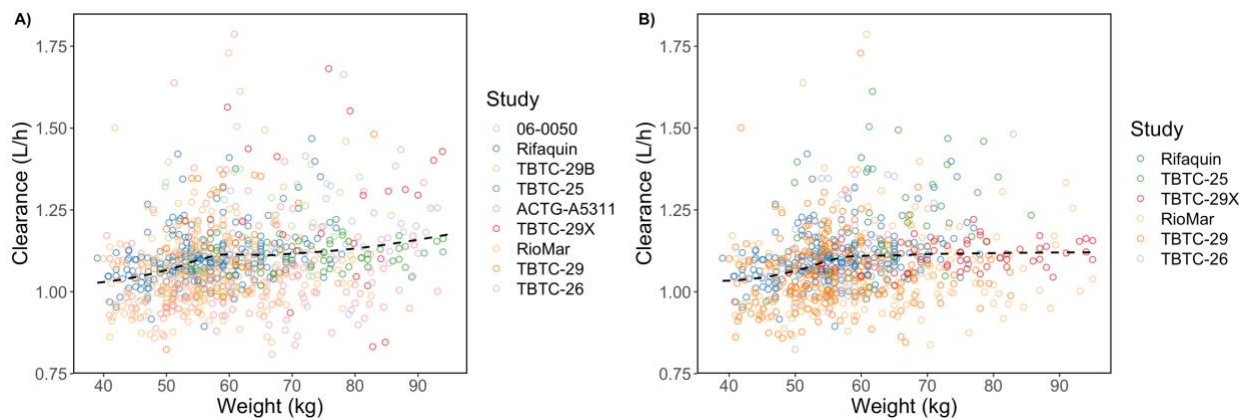 A)
Clearance (L/h)
1.75
1.50
1.25
1.00
0.75
40 50 60 70 80 90
Weight (kg)
Study
06-0050
Rifaquin
TBTC-29B
TBTC-25
ACTG-A5311
TBTC-29X
RioMar
TBTC-29
TBTC-26
B)
Clearance (L/h)
1.75
1.50
1.25
1.00
0.75
40 50 60 70 80 90
Weight (kg)
Study
Rifaquin
TBTC-25
TBTC-29X
RioMar
TBTC-29
TBTC-26